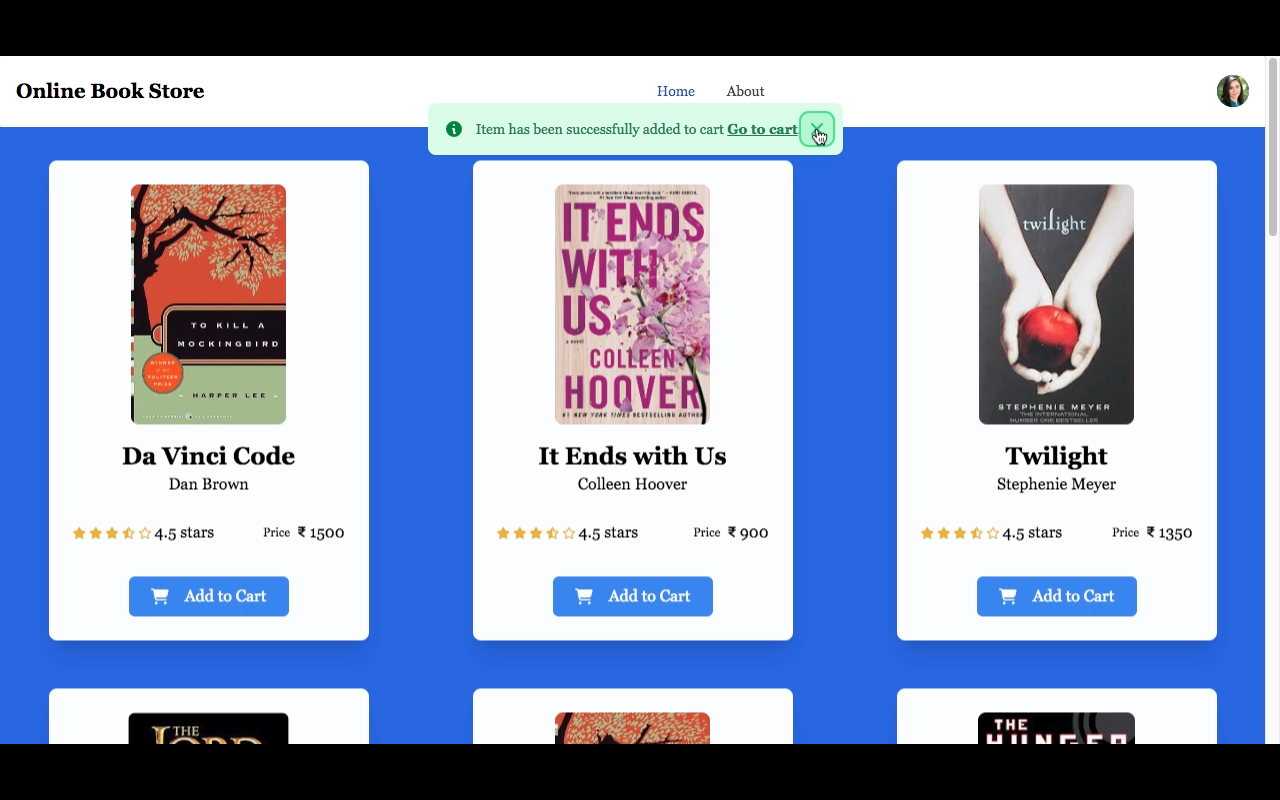 Online Book Store
Home
About
Item has been successfully added to cart Go to cart
TO KILL A
MOCKINGBIRD
WINNER
of the
PULITZER
PRIZE
HARPER LEE
Da Vinci Code
Dan Brown
4.5 stars
Price ₹ 1500
Add to Cart
IT ENDS
WITH
US
a novel
COLLEEN
HOOVER
#1 NEW YORK TIMES BESTSELLING AUTHOR
It Ends with Us
Colleen Hoover
4.5 stars
Price ₹ 900
Add to Cart
twilight
STEPHENIE MEYER
THE INTERNATIONAL
NUMBER ONE BESTSELLER
Twilight
Stephenie Meyer
4.5 stars
Price ₹ 1350
Add to Cart
THE
LORD
THE
HUNGER